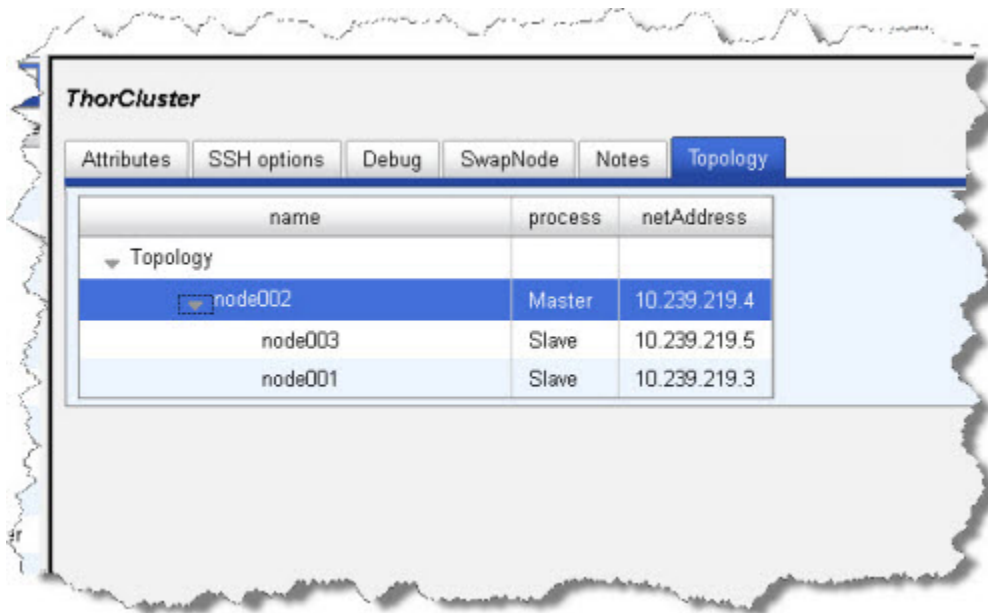 ThorCluster
Attributes SSH options Debug SwapNode Notes Topology
name process netAddress
Topology
node002 Master 10.239.219.4
node003 Slave 10.239.219.5
node001 Slave 10.239.219.3